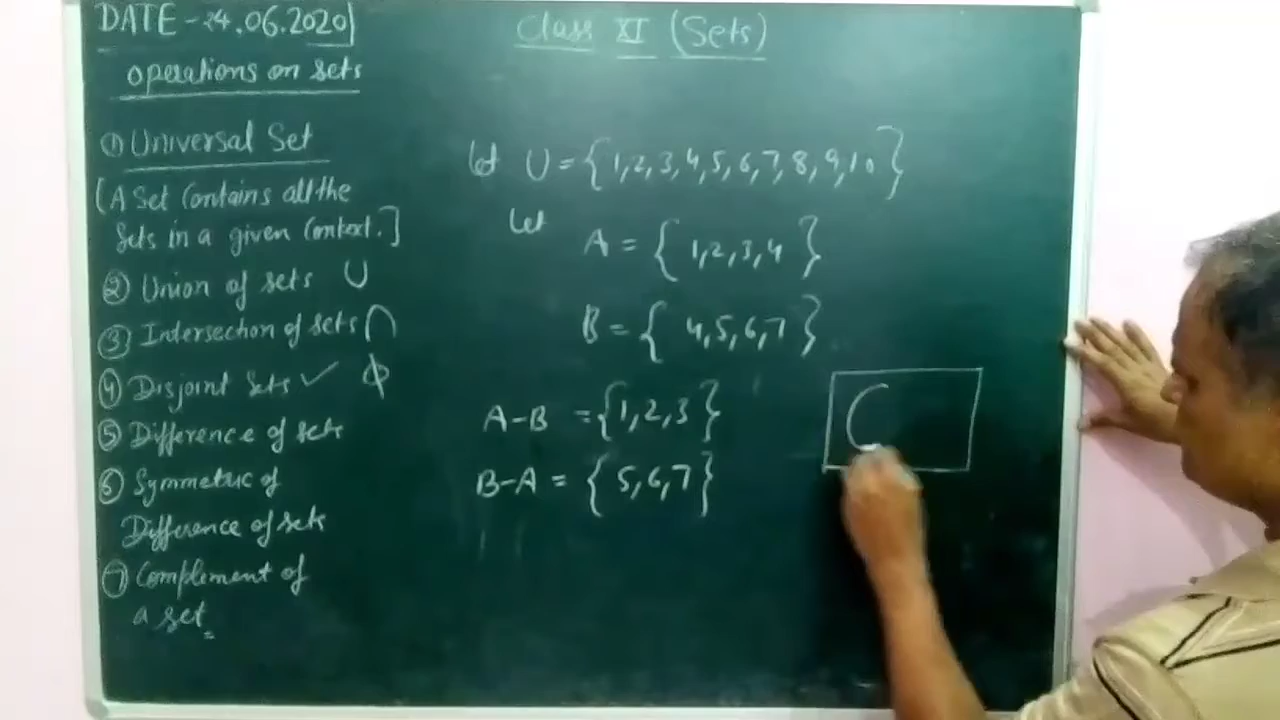 DATE - 24.06.2020
Class XI (Sets)
operations on sets
① Universal Set
[A Set Contains all the
Sets in a given Context.]
② Union of sets ∪
③ Intersection of sets ∩
④ Disjoint Sets ✓ ϕ
⑤ Difference of sets
⑥ Symmetric of
Difference of sets
⑦ Complement of
a set
let U = {1,2,3,4,5,6,7,8,9,10}
let
A = { 1,2,3,4 }
B = { 4,5,6,7 }
A-B = {1,2,3}
B-A = { 5,6,7}